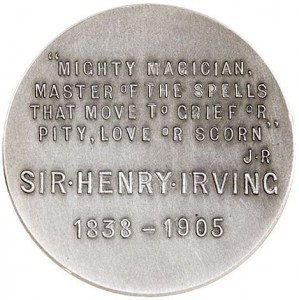 "MIGHTY MAGICIAN,
MASTER OF THE SPELLS
THAT MOVE TO GRIEF OR
PITY, LOVE OR SCORN"
J·R
SIR·HENRY·IRVING
1838 – 1905